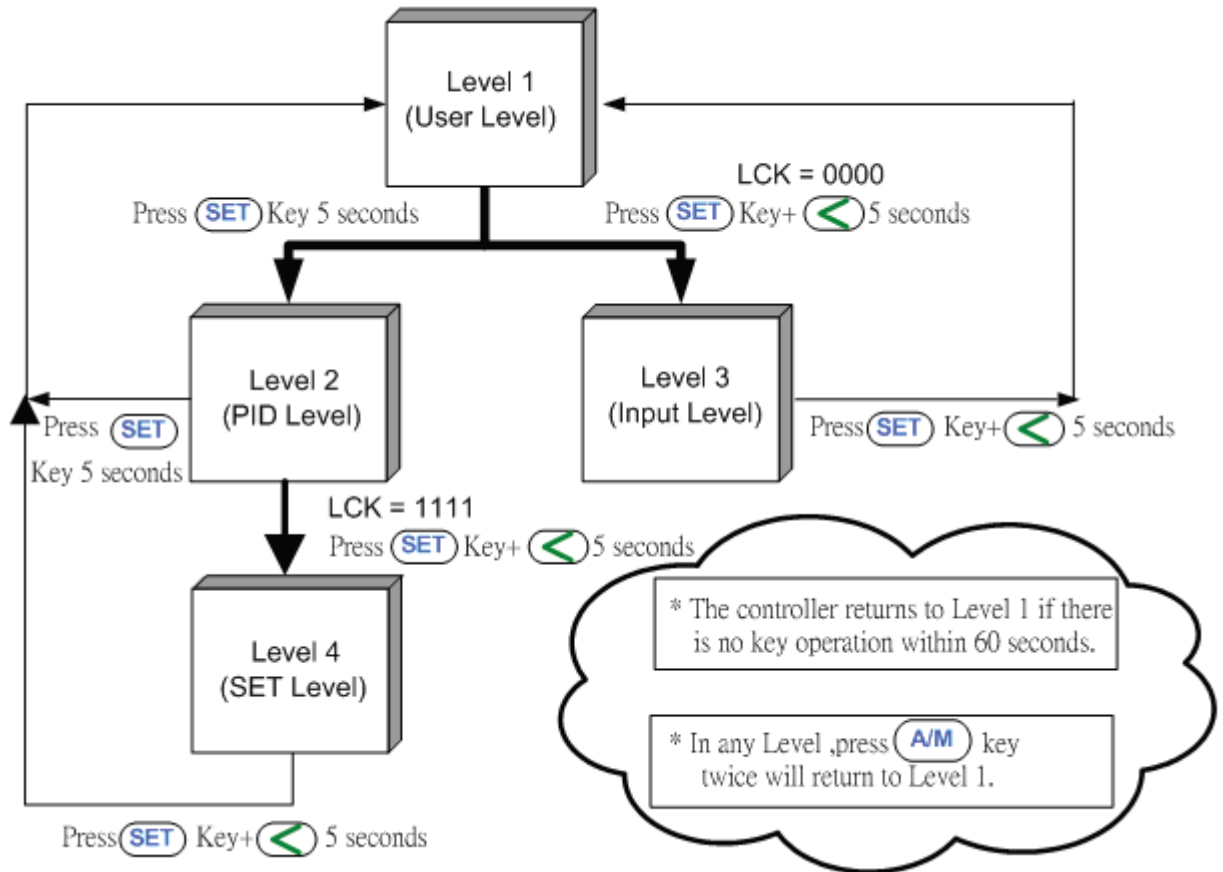 Level 1
(User Level)
LCK = 0000
Press SET Key 5 seconds
Press SET Key+ < 5 seconds
Level 2
(PID Level)
Level 3
(Input Level)
Press SET
Key 5 seconds
Press SET Key+ < 5 seconds
LCK = 1111
Press SET Key+ < 5 seconds
Level 4
(SET Level)
* The controller returns to Level 1 if there
is no key operation within 60 seconds.
* In any Level ,press A/M key
twice will return to Level 1.
Press SET Key+ < 5 seconds